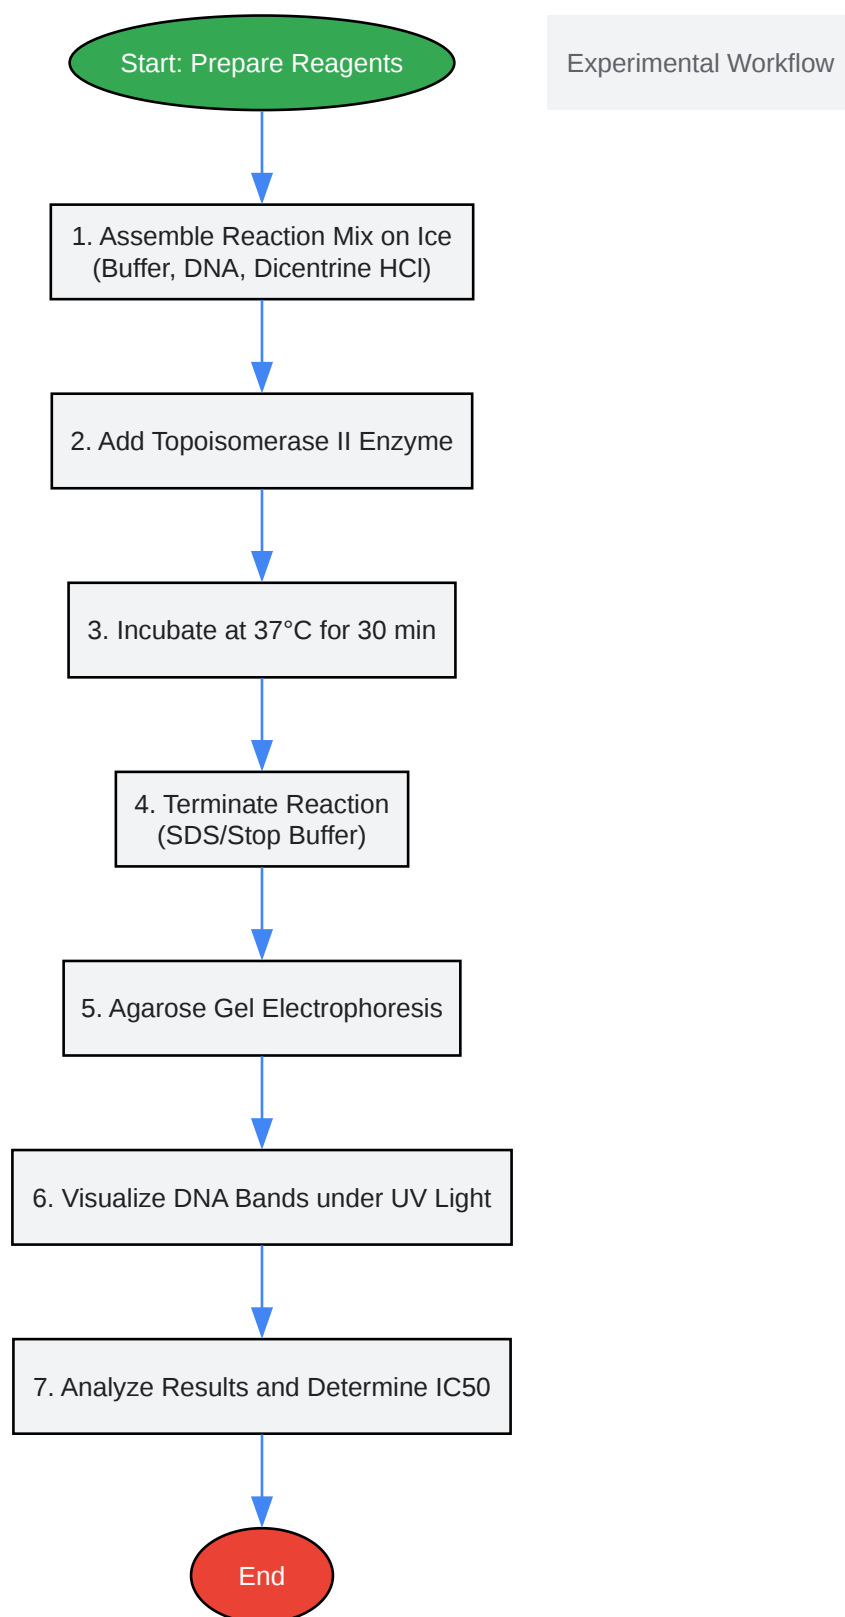 Start: Prepare Reagents
Experimental Workflow
1. Assemble Reaction Mix on Ice
(Buffer, DNA, Dicentrine HCl)
2. Add Topoisomerase II Enzyme
3. Incubate at 37°C for 30 min
4. Terminate Reaction
(SDS/Stop Buffer)
5. Agarose Gel Electrophoresis
6. Visualize DNA Bands under UV Light
7. Analyze Results and Determine IC50
End